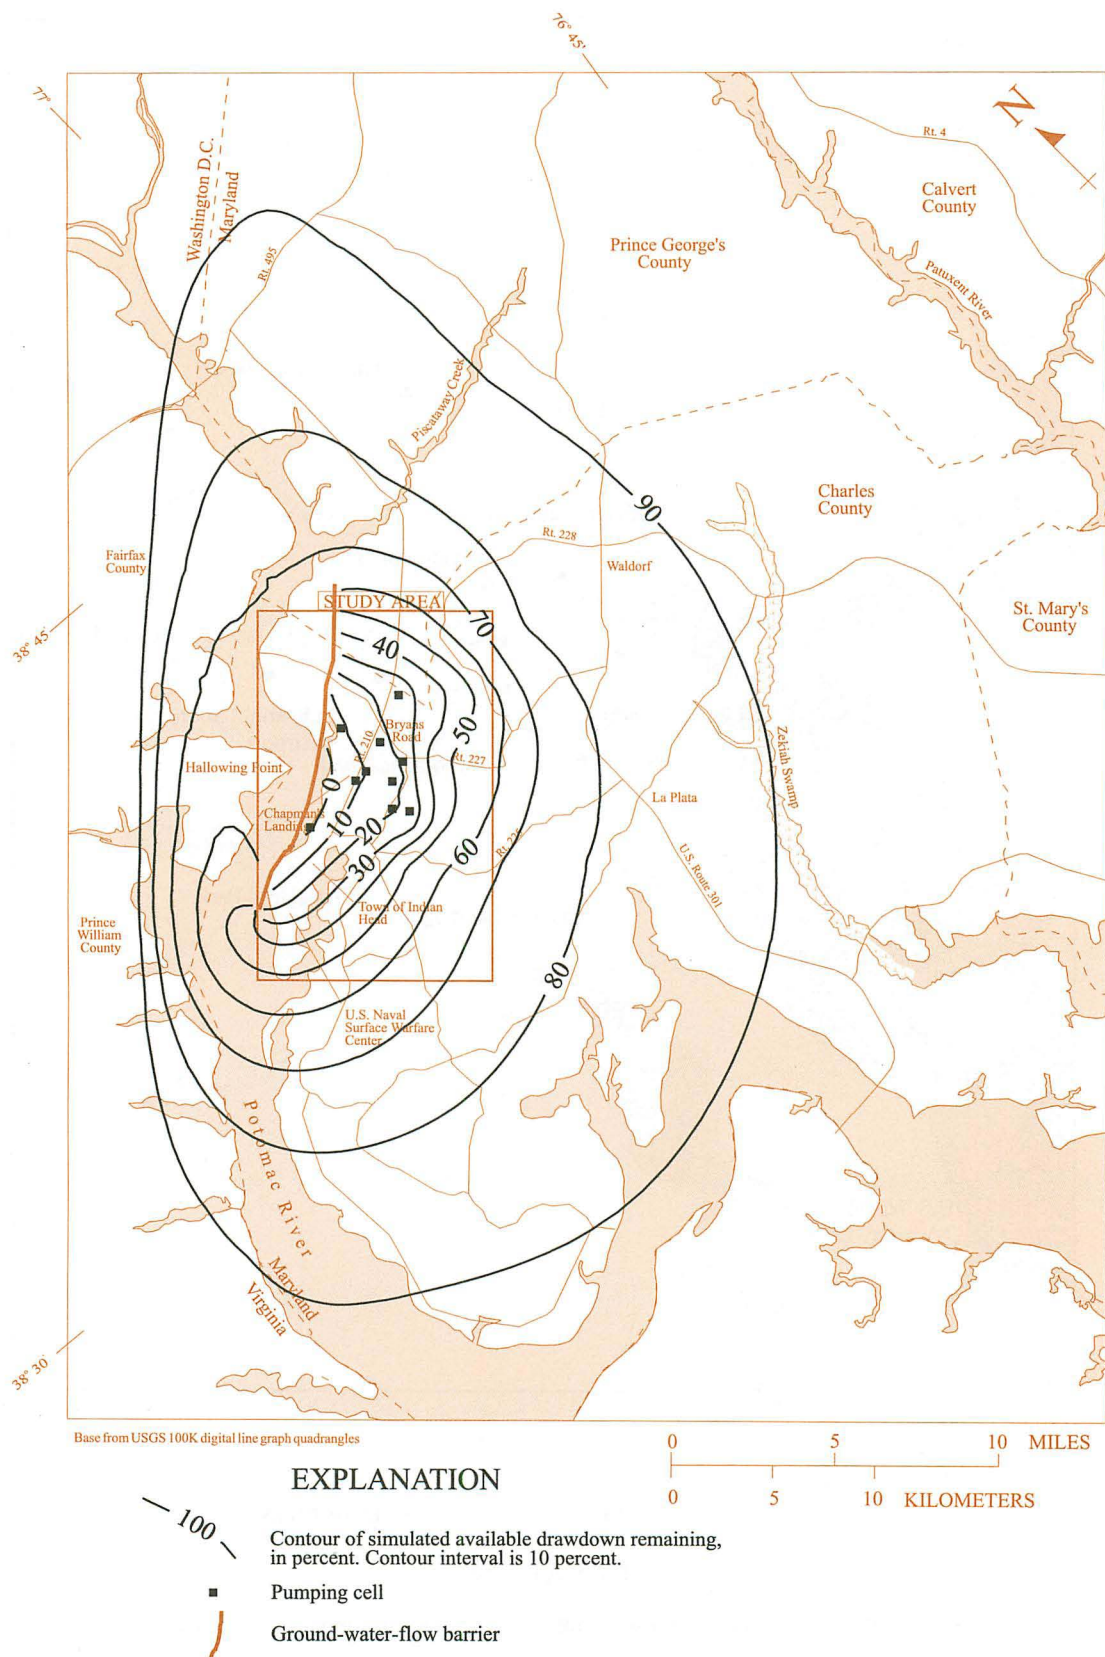 76° 45'
77°
N
Rt. 4
Washington D.C.
Maryland
Calvert
County
Prince George's
County
Rt. 495
Patuxent River
Piscataway Creek
90
Charles
County
Rt. 228
Fairfax
County
Waldorf
STUDY AREA
St. Mary's
County
38° 45'
70
40
50
Bryans
Road
Rt. 210
Rt. 227
Hallowing Point
Zekiah Swamp
0
La Plata
Chapman's
Landing
10
20
60
30
U.S. Route 301
Town of Indian
Head
Prince
William
County
80
U.S. Naval
Surface Warfare
Center
Potomac River
Maryland
Virginia
38° 30'
Base from USGS 100K digital line graph quadrangles
0 5 10 MILES
0 5 10 KILOMETERS
EXPLANATION
100
Contour of simulated available drawdown remaining,
in percent. Contour interval is 10 percent.
Pumping cell
Ground-water-flow barrier